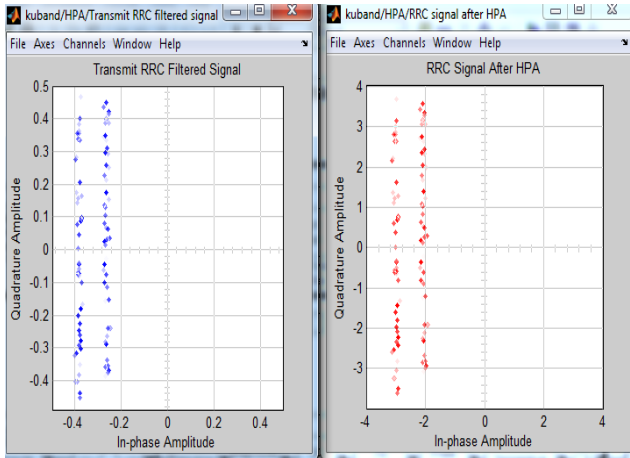 kuband/HPA/Transmit RRC filtered signal
File Axes Channels Window Help
Transmit RRC Filtered Signal
Quadrature Amplitude
0.5
0.4
0.3
0.2
0.1
0
-0.1
-0.2
-0.3
-0.4
-0.4 -0.2 0 0.2 0.4
In-phase Amplitude
kuband/HPA/RRC signal after HPA
File Axes Channels Window Help
RRC Signal After HPA
Quadrature Amplitude
4
3
2
1
0
-1
-2
-3
-4 -2 0 2 4
In-phase Amplitude